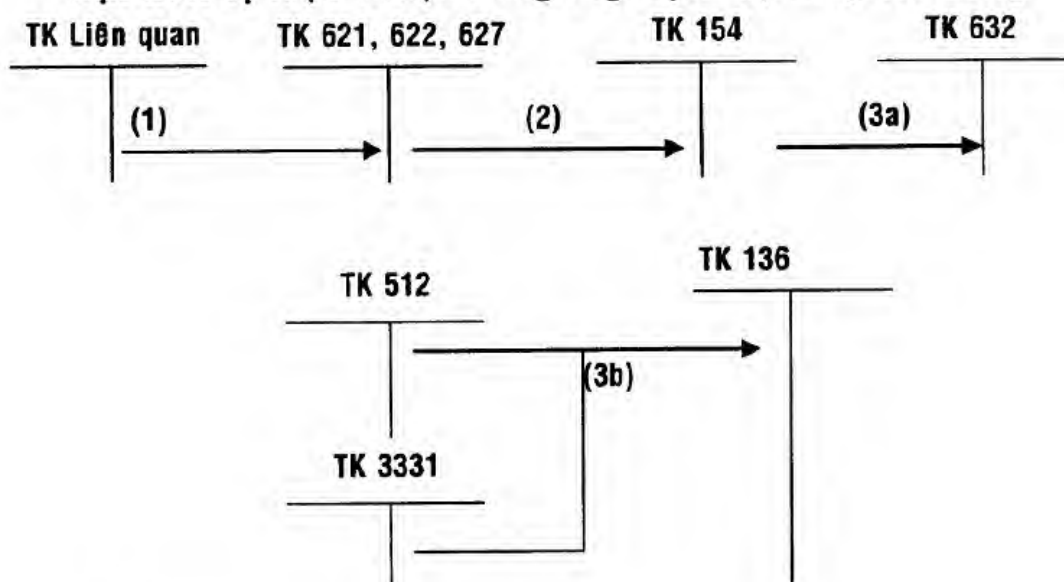 TK Liên quan TK 621, 622, 627 TK 154 TK 632
(1) (2) (3a)
TK 512 TK 136
(3b)
TK 3331